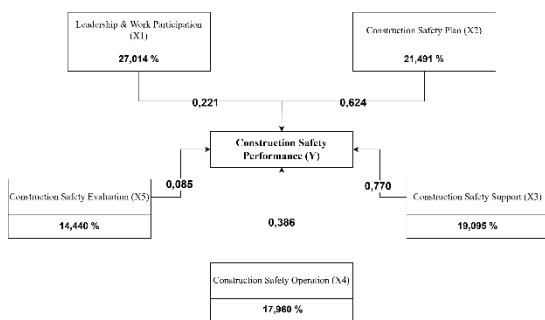 Leadership & Work Participation
(X1)
27,014 %
Construction Safety Plan (X2)
21,491 %
0,221
0,624
Construction Safety
Performance (Y)
0,085
0,770
Construction Safety Evaluation (X5)
14,440 %
Construction Safety Support (X3)
19,095 %
0,386
Construction Safety Operation (X4)
17,960 %